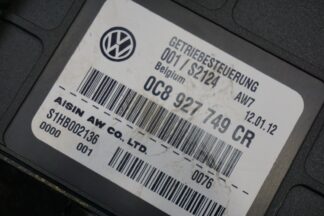 GETRIEBESTEUERUNG
001 / S2124 AW7
Belgium 12.01.12
0C8 927 749 CR
AISIN AW CO., LTD. 0076
STHB002136
0000 001